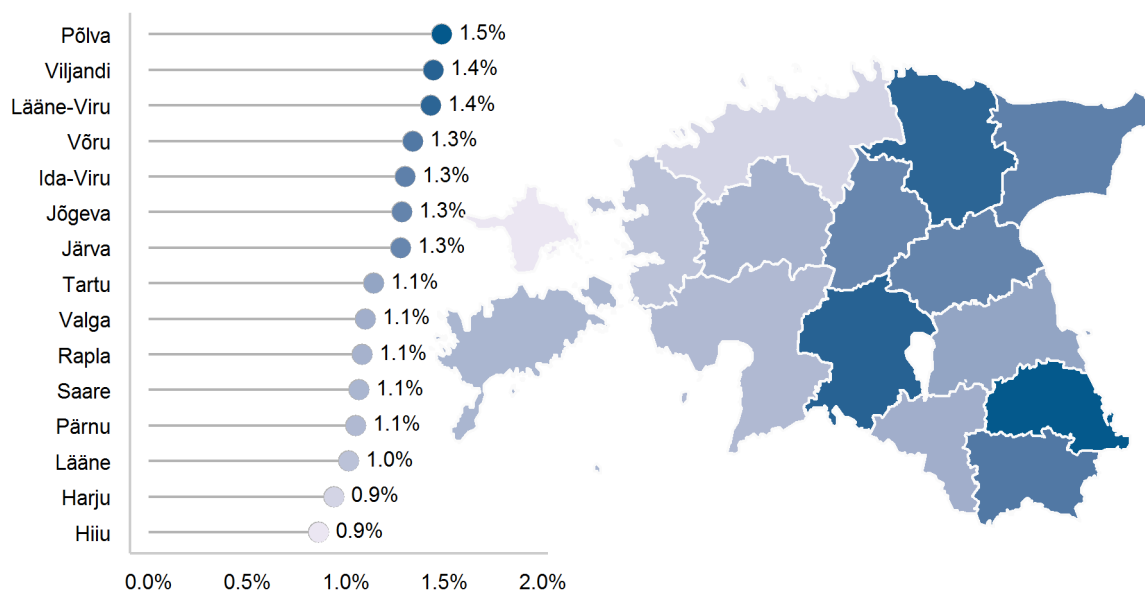 Põlva 1.5%
Viljandi 1.4%
Lääne-Viru 1.4%
Võru 1.3%
Ida-Viru 1.3%
Jõgeva 1.3%
Järva 1.3%
Tartu 1.1%
Valga 1.1%
Rapla 1.1%
Saare 1.1%
Pärnu 1.1%
Lääne 1.0%
Harju 0.9%
Hiiu 0.9%
0.0% 0.5% 1.0% 1.5% 2.0%